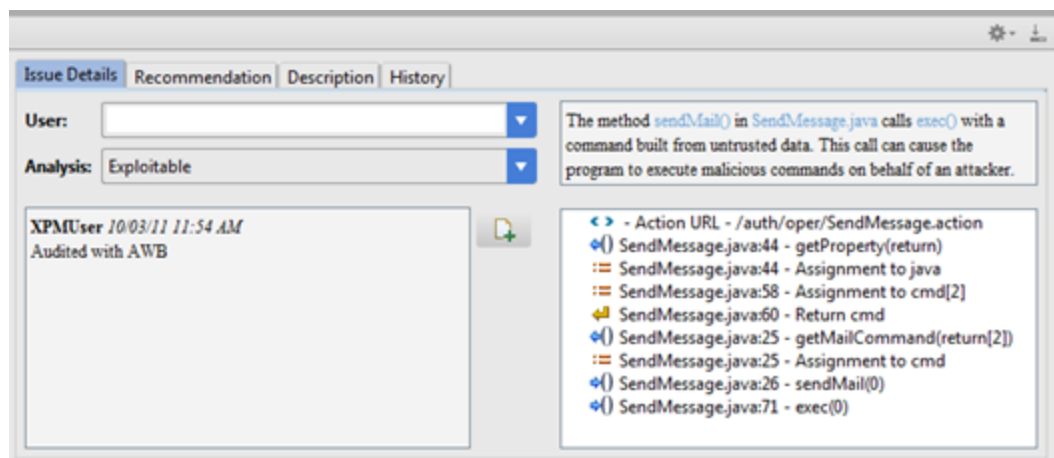 Issue Details Recommendation Description History
User:
Analysis: Exploitable
The method sendMail() in SendMessage.java calls exec() with a
command built from untrusted data. This call can cause the
program to execute malicious commands on behalf of an attacker.
XPMUser 10/03/11 11:54 AM
Audited with AWB
- Action URL - /auth/oper/SendMessage.action
SendMessage.java:44 - getProperty(return)
SendMessage.java:44 - Assignment to java
SendMessage.java:58 - Assignment to cmd[2]
SendMessage.java:60 - Return cmd
SendMessage.java:25 - getMailCommand(return[2])
SendMessage.java:25 - Assignment to cmd
SendMessage.java:26 - sendMail(0)
SendMessage.java:71 - exec(0)